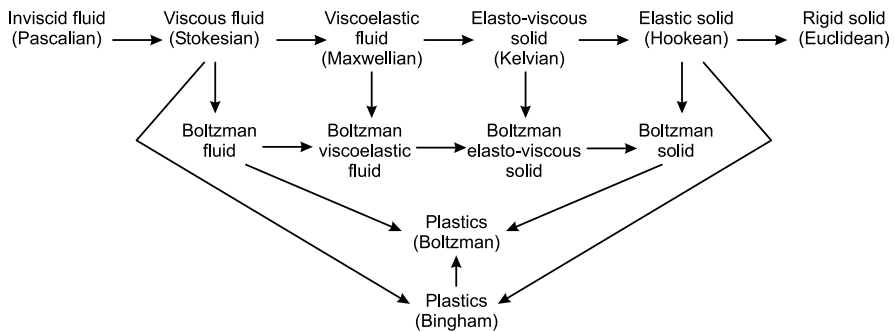 Inviscid fluid
(Pascalian)
Viscous fluid
(Stokesian)
Viscoelastic
fluid
(Maxwellian)
Elasto-viscous
solid
(Kelvian)
Elastic solid
(Hookean)
Rigid solid
(Euclidean)
Boltzman
fluid
Boltzman
viscoelastic
fluid
Boltzman
elasto-viscous
solid
Boltzman
solid
Plastics
(Boltzman)
Plastics
(Bingham)